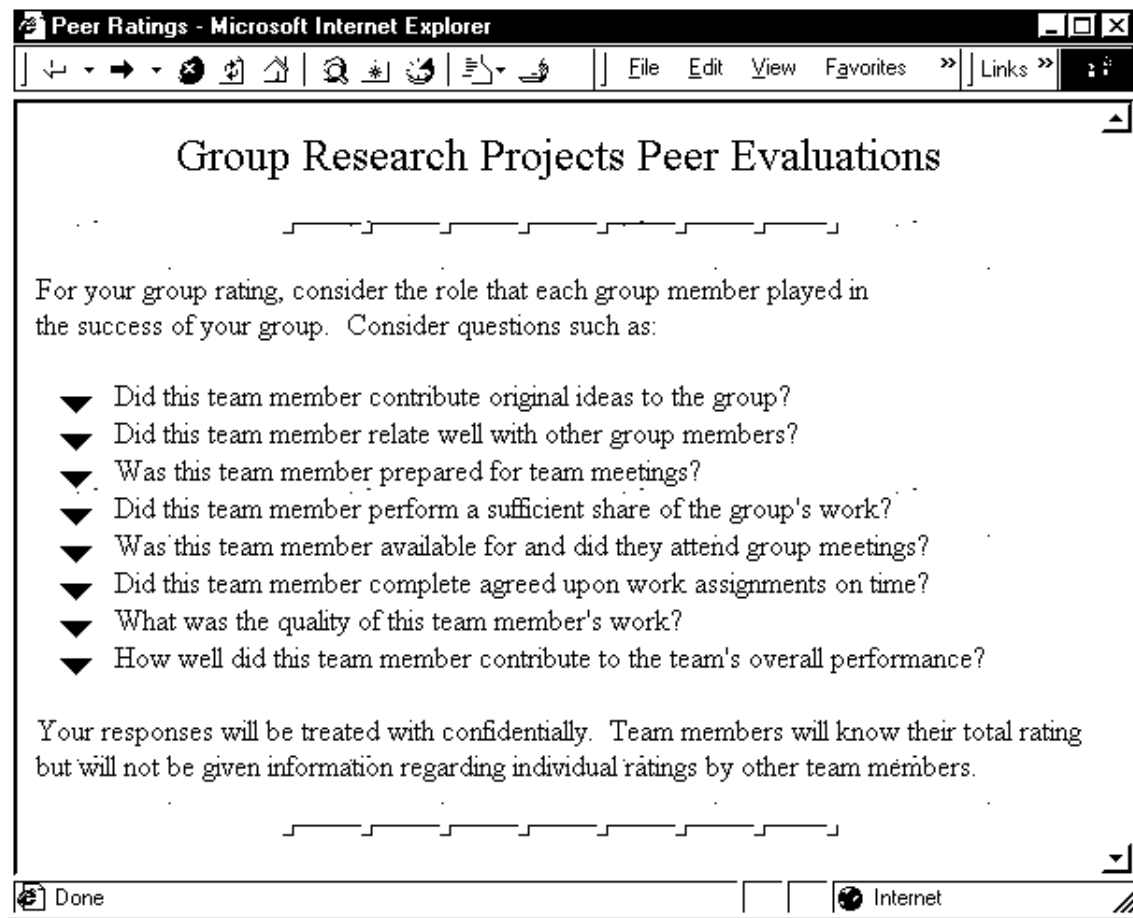 Peer Ratings - Microsoft Internet Explorer
File Edit View Favorites » Links »
Group Research Projects Peer Evaluations
For your group rating, consider the role that each group member played in
the success of your group. Consider questions such as:
Did this team member contribute original ideas to the group?
Did this team member relate well with other group members?
Was this team member prepared for team meetings?
Did this team member perform a sufficient share of the group's work?
Was this team member available for and did they attend group meetings?
Did this team member complete agreed upon work assignments on time?
What was the quality of this team member's work?
How well did this team member contribute to the team's overall performance?
Your responses will be treated with confidentially. Team members will know their total rating
but will not be given information regarding individual ratings by other team members.
Done Internet